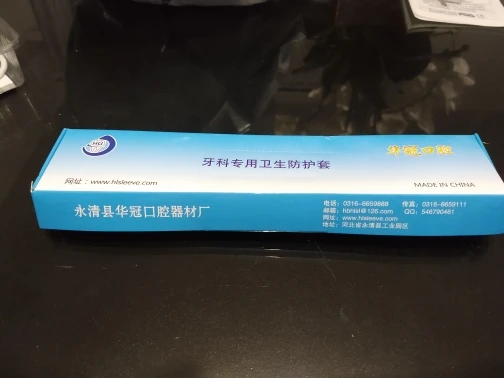 HG
华冠口腔
牙科专用卫生防护套
网址：www.hlsleeve.com
MADE IN CHINA
永清县华冠口腔器材厂
电话：0316-6659888 传真：0316-6659111
邮箱：hbhlsl@126.com QQ：546790461
网址：www.hlsleeve.com
地址：河北省永清县工业园区